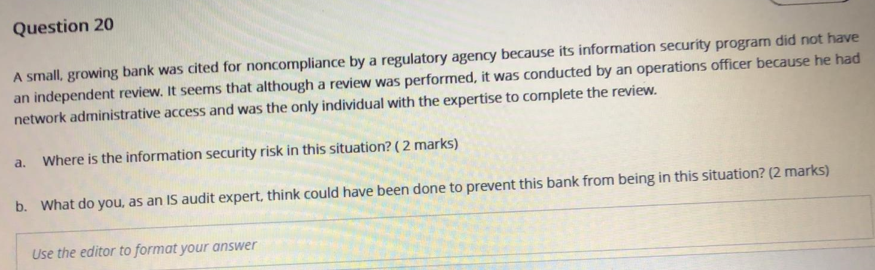 Question 20
A small, growing bank was cited for noncompliance by a regulatory agency because its information security program did not have
an independent review. It seems that although a review was performed, it was conducted by an operations officer because he had
network administrative access and was the only individual with the expertise to complete the review.
a. Where is the information security risk in this situation? ( 2 marks)
b. What do you, as an IS audit expert, think could have been done to prevent this bank from being in this situation? (2 marks)
Use the editor to format your answer